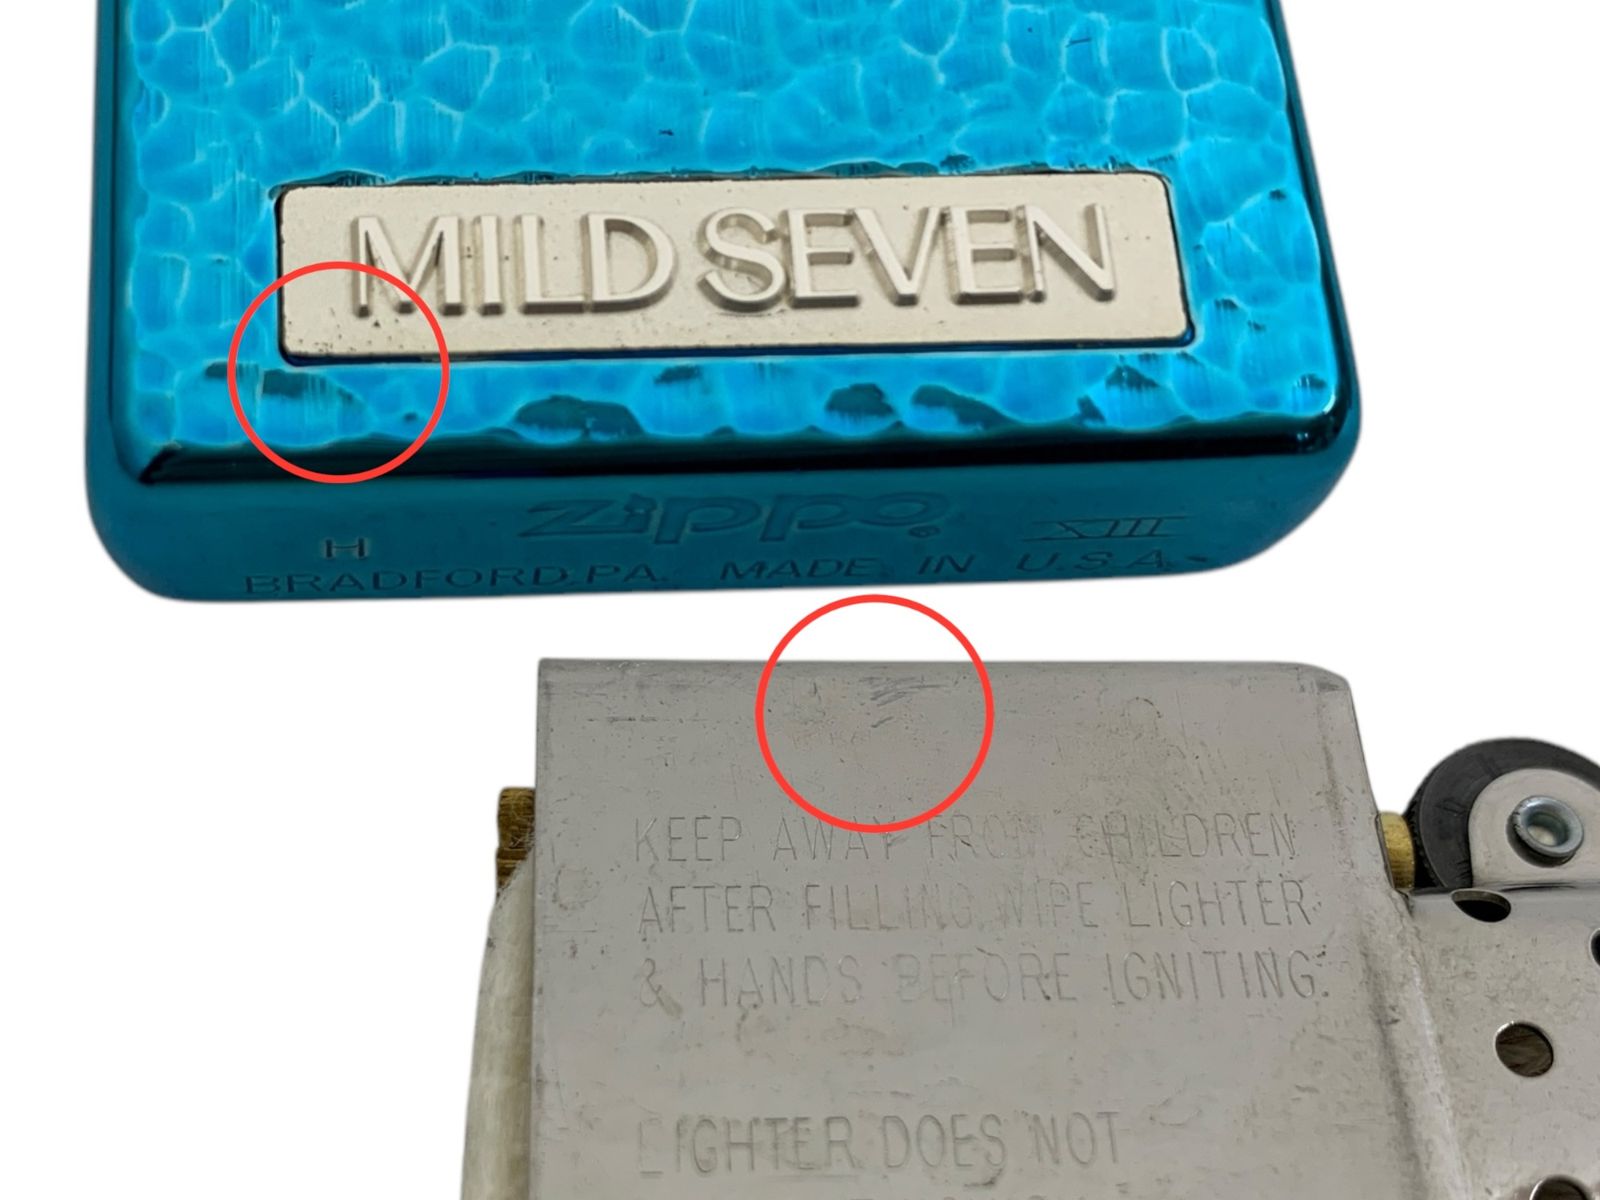 MILD SEVEN
zippo
H XIII
BRADFORD,PA. MADE IN U.S.A.
KEEP AWAY FROM CHILDREN
AFTER FILLING WIPE LIGHTER
& HANDS BEFORE IGNITING.
LIGHTER DOES NOT